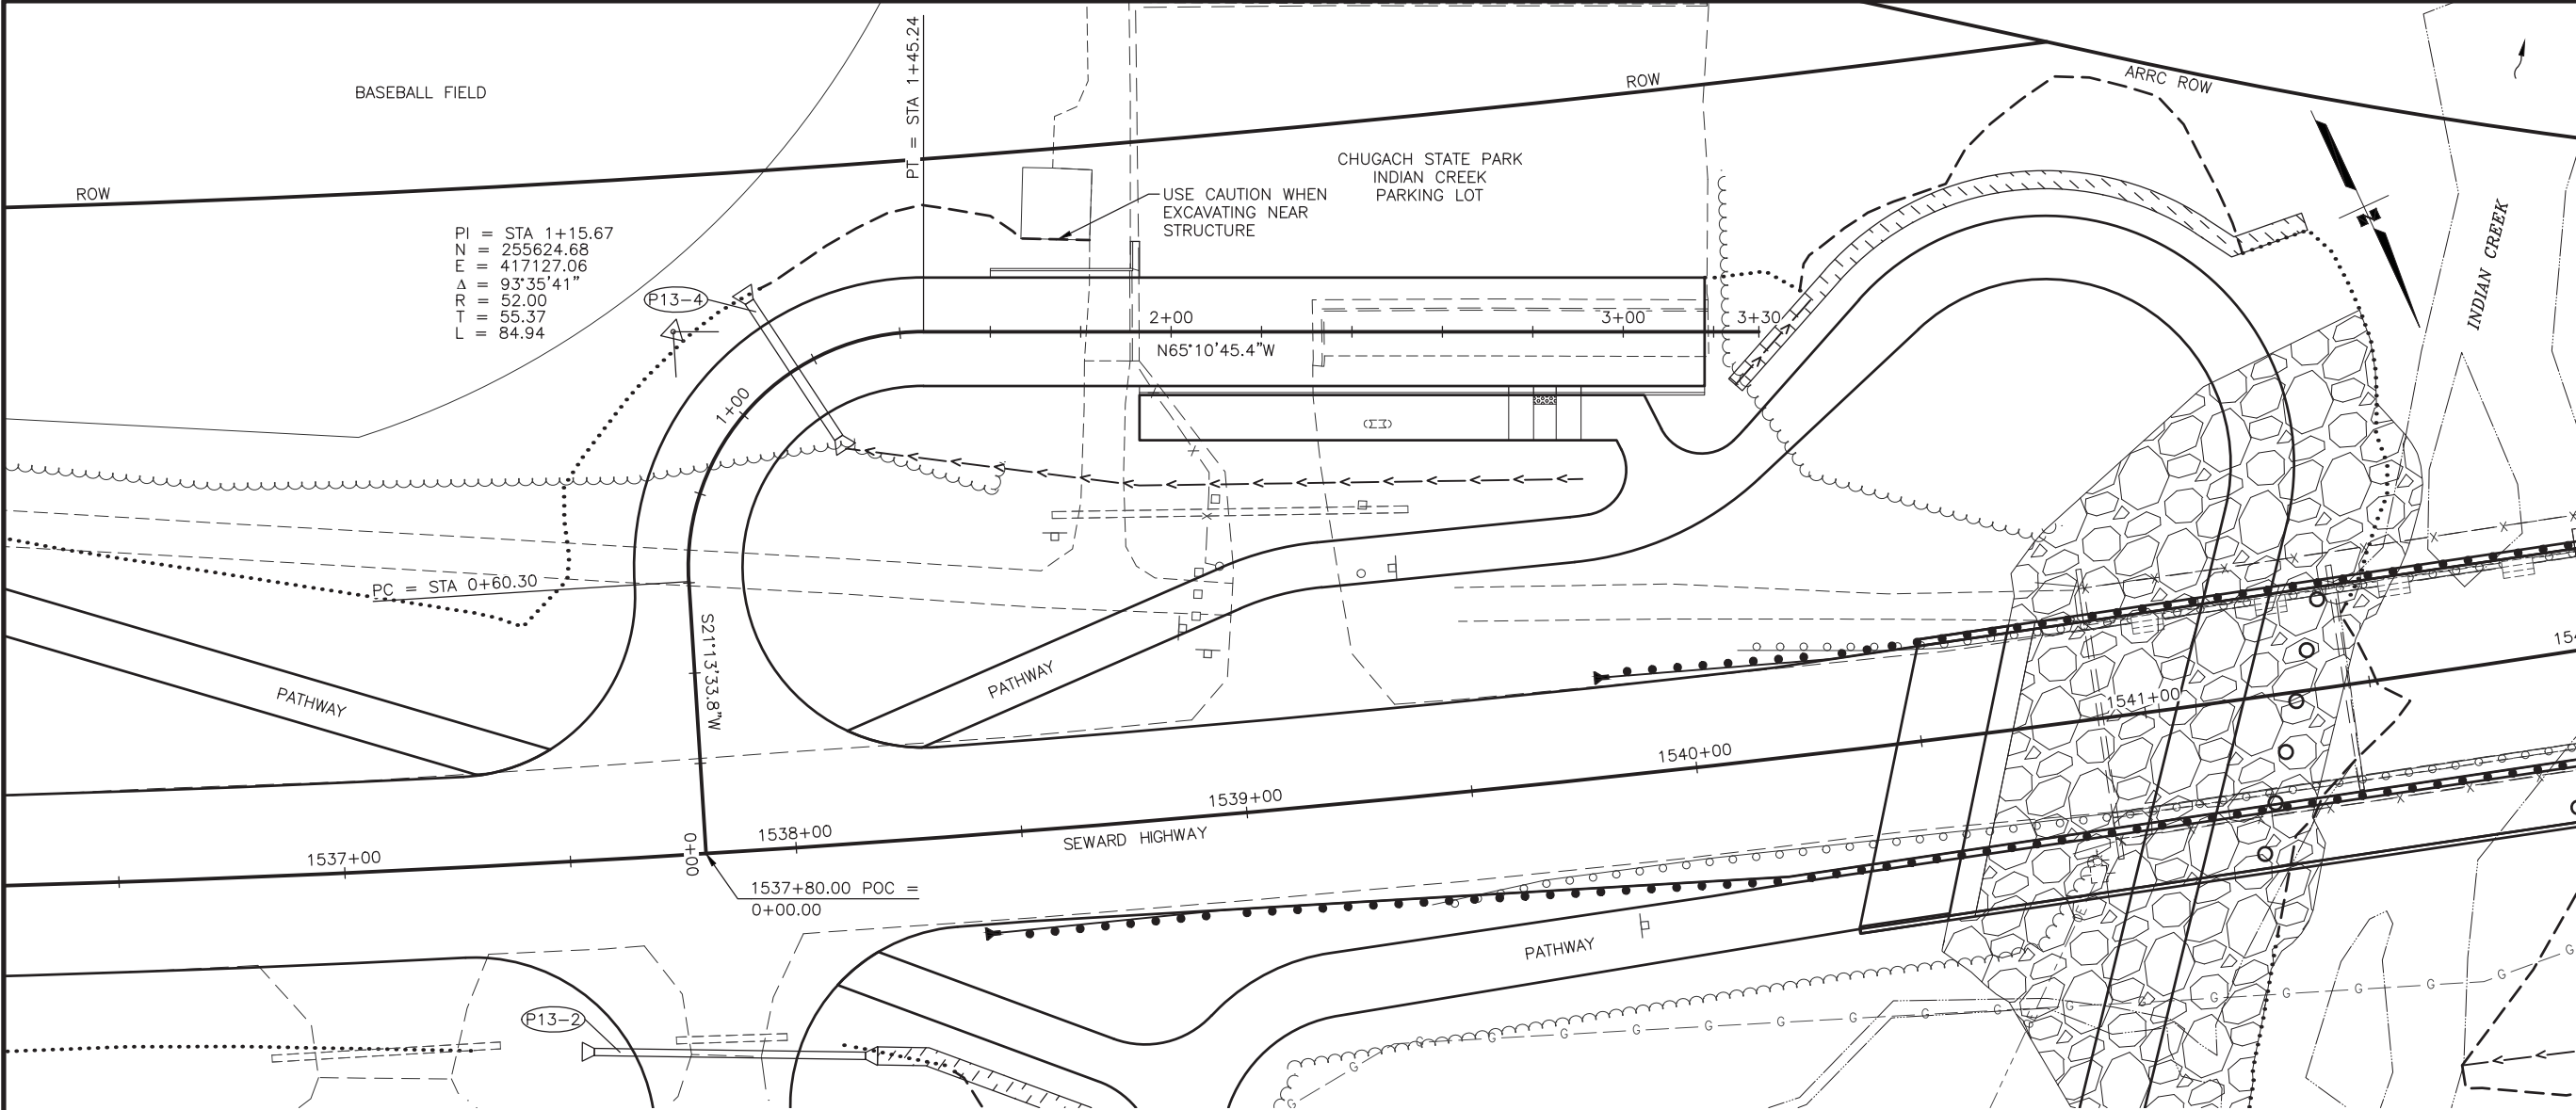 BASEBALL FIELD
ROW
PT = STA 1+45.24
ROW
ARRC ROW
CHUGACH STATE PARK
INDIAN CREEK
PARKING LOT
USE CAUTION WHEN
EXCAVATING NEAR
STRUCTURE
N
INDIAN CREEK
PI = STA 1+15.67
N = 255624.68
E = 417127.06
Δ = 93°35'41"
R = 52.00
T = 55.37
L = 84.94
P13-4
2+00
3+00
3+30
N65°10'45.4"W
1+00
PC = STA 0+60.30
S21°13'33.8"W
PATHWAY
PATHWAY
1541+00
1540+00
1539+00
1538+00
1537+00
SEWARD HIGHWAY
0+00
1537+80.00 POC =
0+00.00
PATHWAY
P13-2
X X X X X X X X
G G G G G G G G G G G G G G G G
E